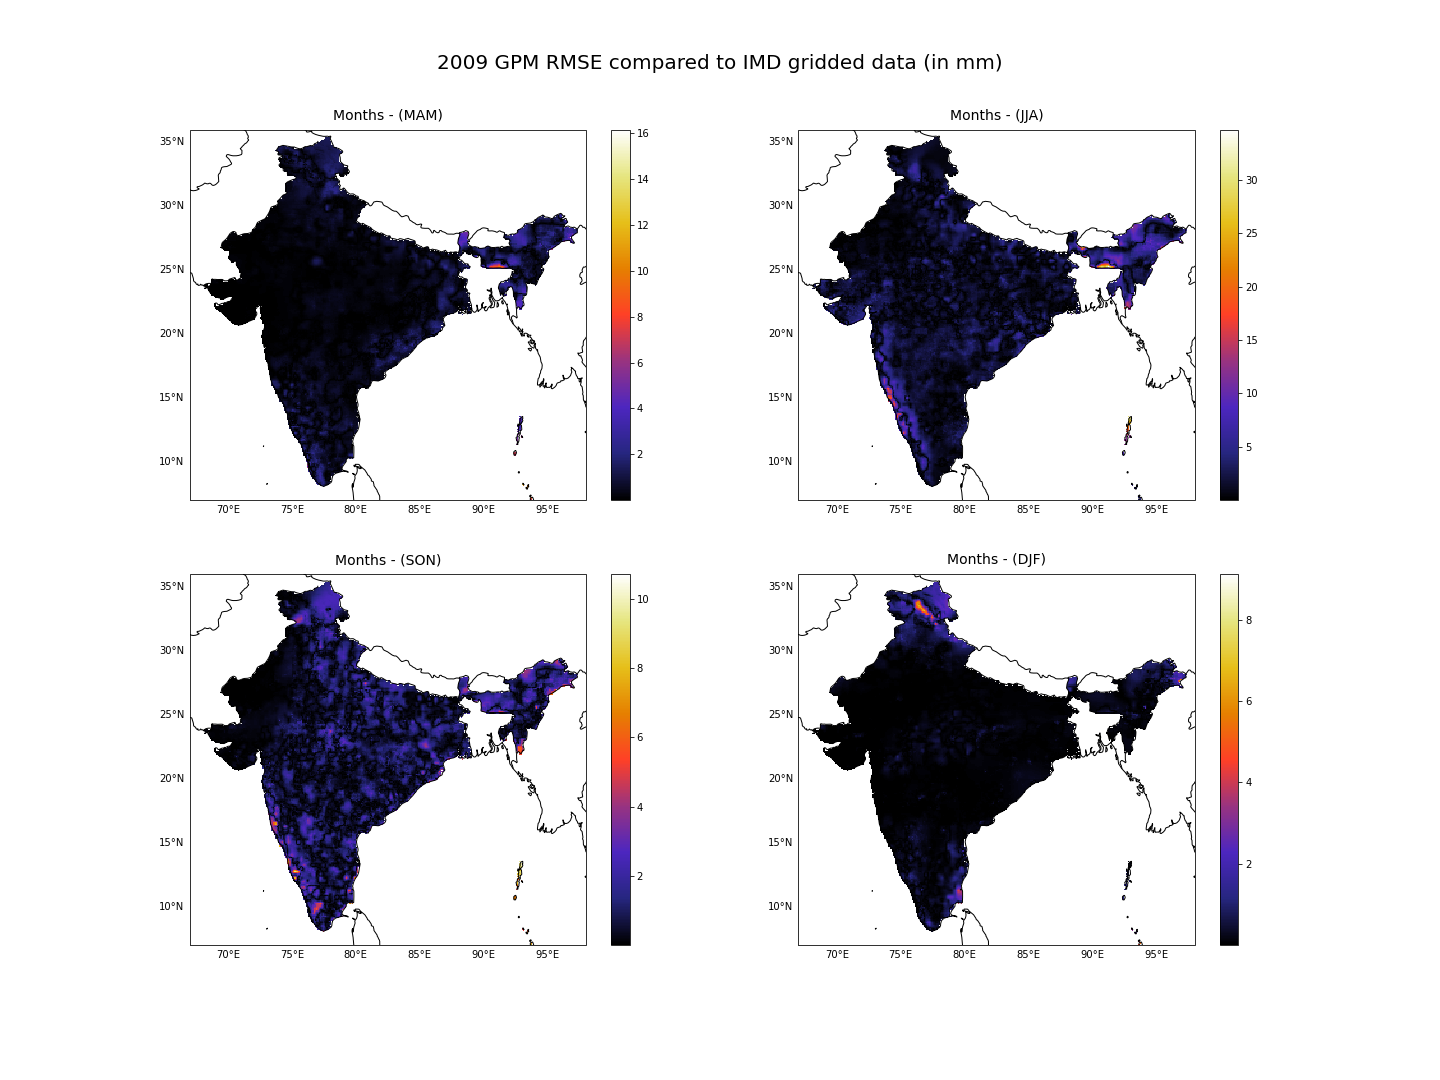 2009 GPM RMSE compared to IMD gridded data (in mm)
Months - (MAM)
35°N
30°N
25°N
20°N
15°N
10°N
70°E 75°E 80°E 85°E 90°E 95°E
16
14
12
10
8
6
4
2
Months - (JJA)
35°N
30°N
25°N
20°N
15°N
10°N
70°E 75°E 80°E 85°E 90°E 95°E
30
25
20
15
10
5
Months - (SON)
35°N
30°N
25°N
20°N
15°N
10°N
70°E 75°E 80°E 85°E 90°E 95°E
10
8
6
4
2
Months - (DJF)
35°N
30°N
25°N
20°N
15°N
10°N
70°E 75°E 80°E 85°E 90°E 95°E
8
6
4
2